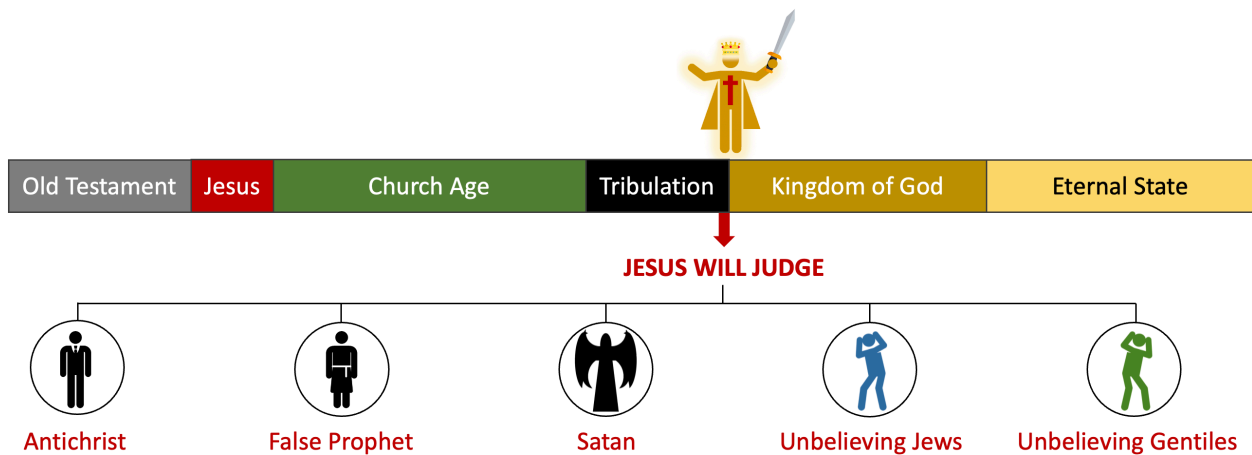 Old Testament
Jesus
Church Age
Tribulation
Kingdom of God
Eternal State
JESUS WILL JUDGE
Antichrist
False Prophet
Satan
Unbelieving Jews
Unbelieving Gentiles